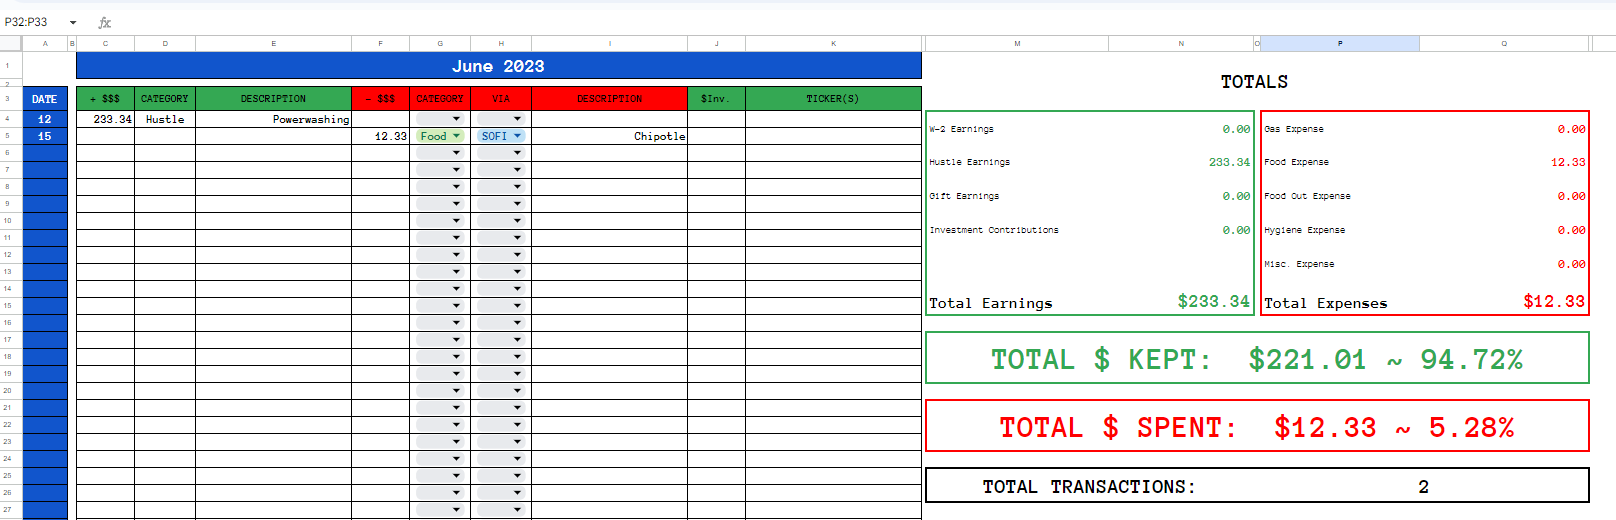 P32:P33 fx
A B C D E F G H I J K M N O P Q
1 June 2023
2 TOTALS
3 DATE + $$$ CATEGORY DESCRIPTION - $$$ CATEGORY VIA DESCRIPTION $Inv. TICKER(S)
4 12 233.34 Hustle Powerwashing
W-2 Earnings 0.00 Gas Expense 0.00
5 15 12.33 Food SOFI Chipotle
6
7 Hustle Earnings 233.34 Food Expense 12.33
8
9 Gift Earnings 0.00 Food Out Expense 0.00
10
11 Investment Contributions 0.00 Hygiene Expense 0.00
12
13 Misc. Expense 0.00
14
15 Total Earnings $233.34 Total Expenses $12.33
16
17
18 TOTAL $ KEPT: $221.01 ~ 94.72%
19
20
21
22 TOTAL $ SPENT: $12.33 ~ 5.28%
23
24
25
26 TOTAL TRANSACTIONS: 2
27